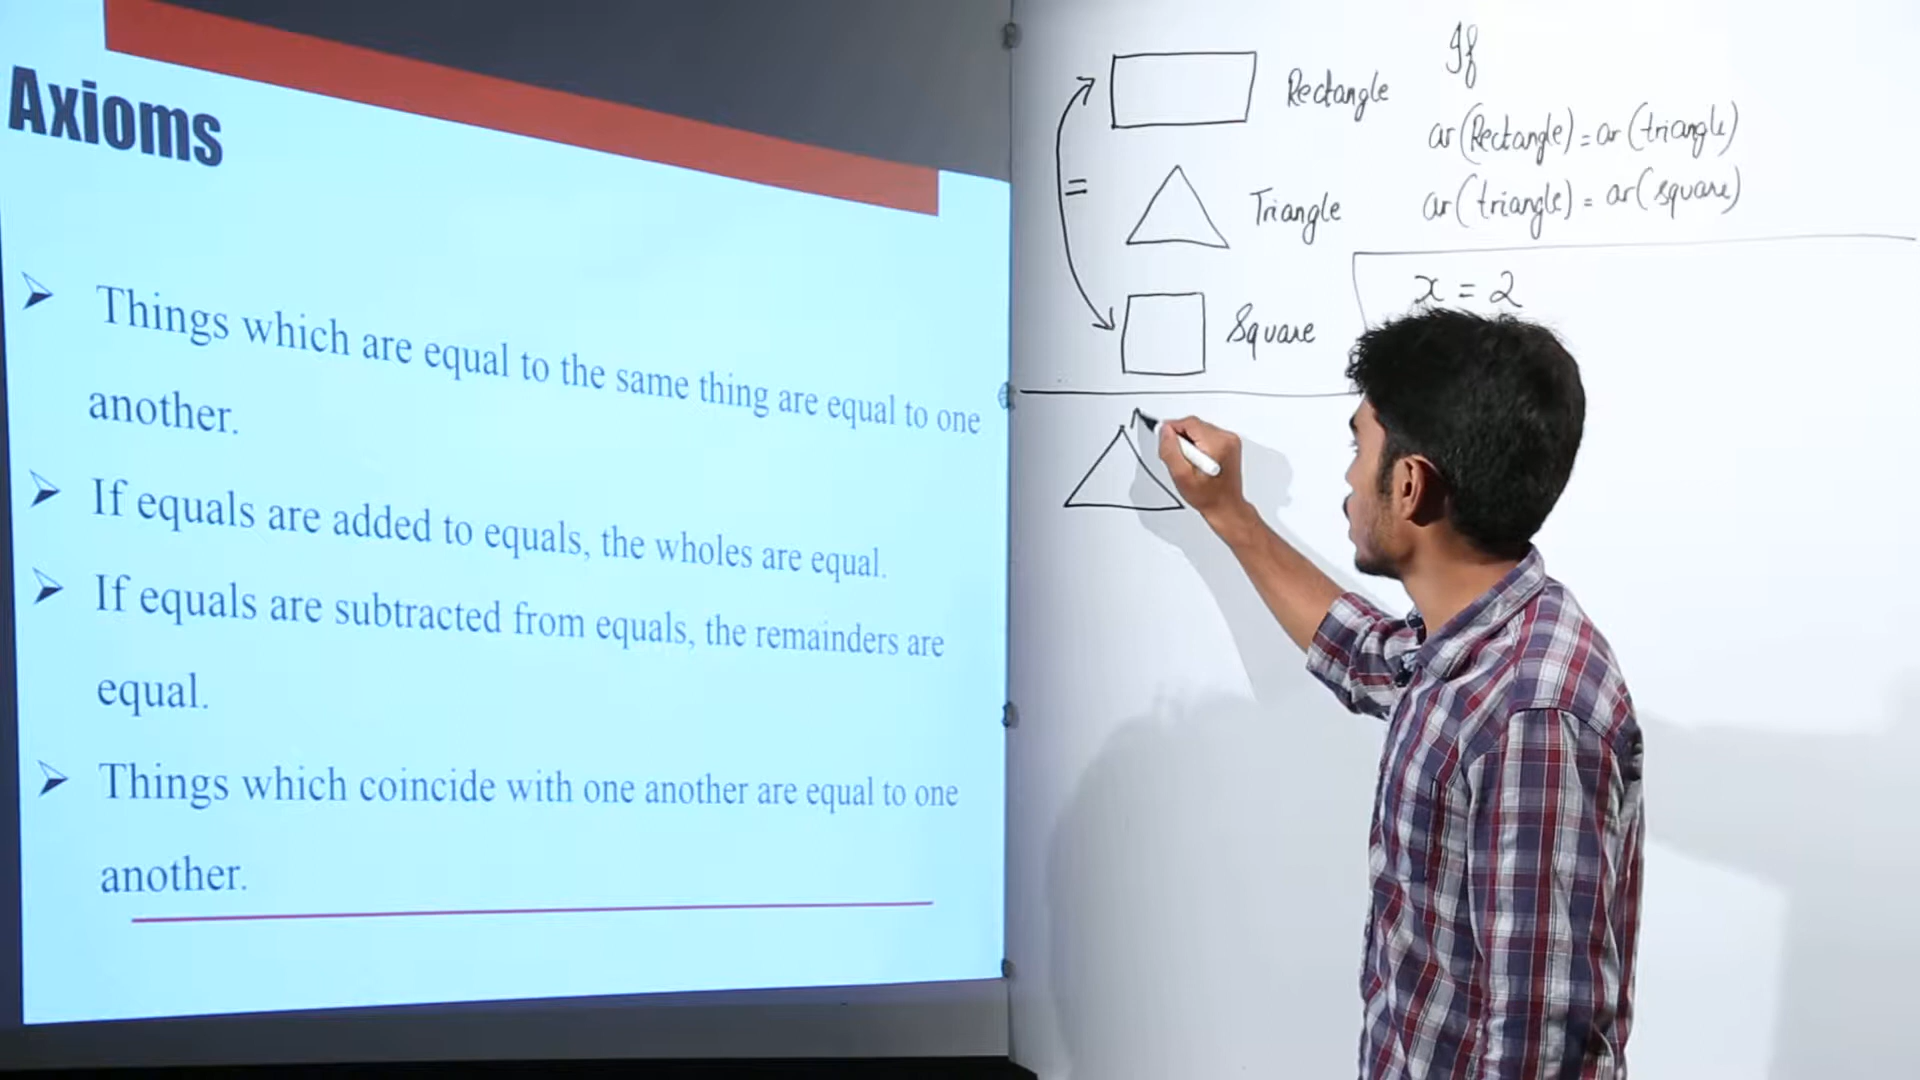 Axioms
Things which are equal to the same thing are equal to one
another.
If equals are added to equals, the wholes are equal.
If equals are subtracted from equals, the remainders are
equal.
Things which coincide with one another are equal to one
another.
Rectangle
=
Triangle
Square
If
ar(Rectangle) = ar(triangle)
ar(triangle) = ar(square)
x = 2